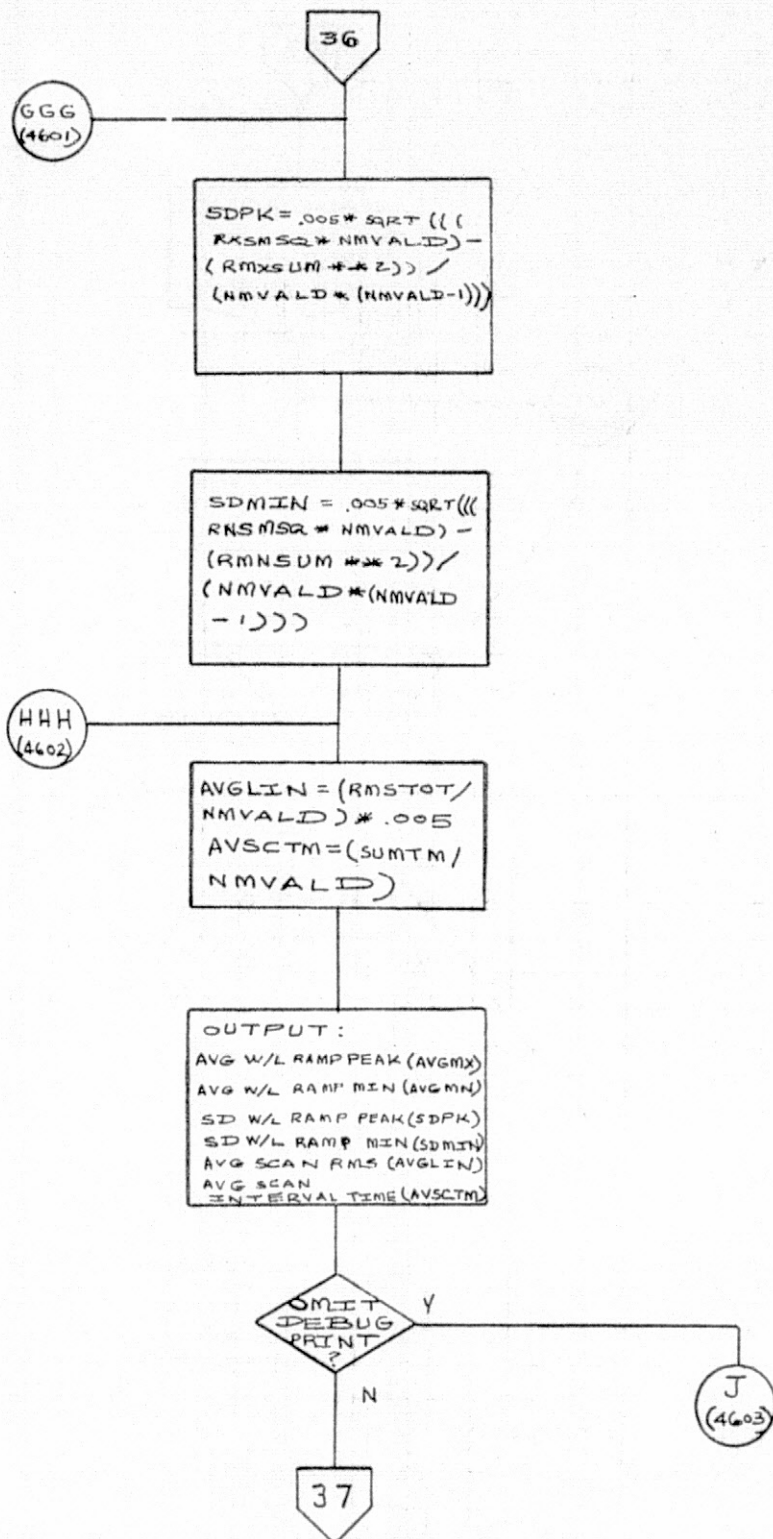 36
GGG
(4601)
SDPK = .005 * SQRT (((
RXSMSQ * NMVALD) -
(RMXSUM * * 2)) /
(NMVALD * (NMVALD-1)))
SDMIN = .005 * SQRT(((
RNSMSQ * NMVALD) -
(RMNSUM ** 2))/
(NMVALD * (NMVALD
- 1)))
HHH
(4602)
AVGLIN = (RMSTOT/
NMVALD) * .005
AVSCTM = (SUMTM/
NMVALD)
OUTPUT:
AVG W/L RAMP PEAK (AVGMX)
AVG W/L RAMP MIN (AVGMN)
SD W/L RAMP PEAK (SDPK)
SD W/L RAMP MIN (SDMIN)
AVG SCAN RMS (AVGLIN)
AVG SCAN
INTERVAL TIME (AVSCTM)
OMIT
DEBUG
PRINT
?
Y
N
J
(4603)
37